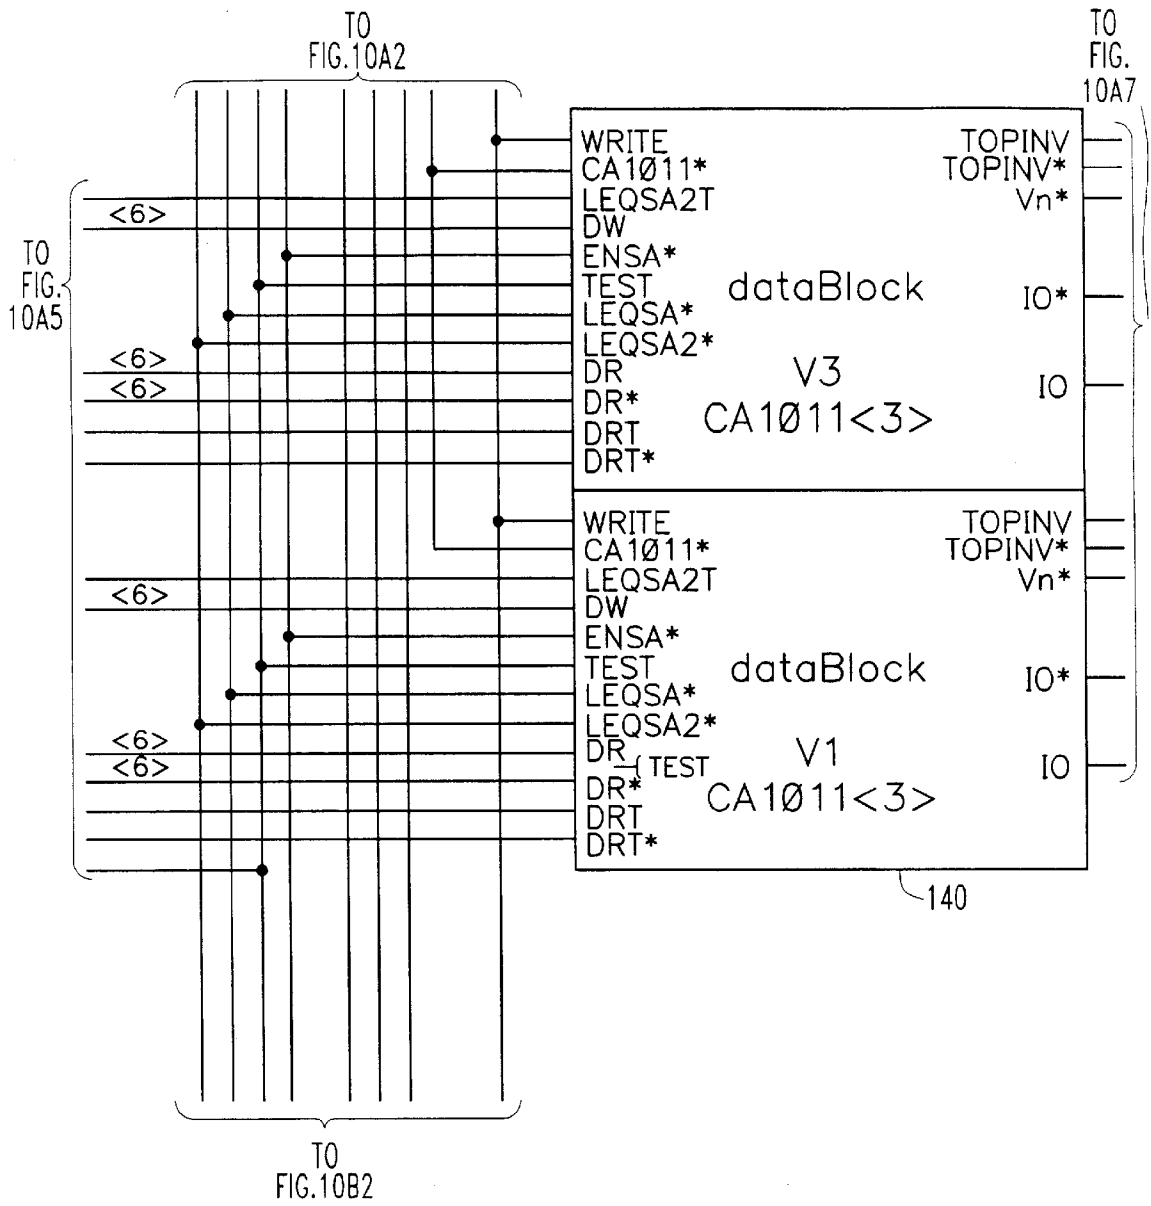 TO
FIG.10A2
TO
FIG.
10A7
TO
FIG.
10A5
<6>
<6>
<6>
WRITE
CA1Ø11*
LEQSA2T
DW
ENSA*
TEST
LEQSA*
LEQSA2*
DR
DR*
DRT
DRT*
dataBlock
V3
CA1Ø11<3>
TOPINV
TOPINV*
Vn*
IO*
IO
<6>
<6>
<6>
WRITE
CA1Ø11*
LEQSA2T
DW
ENSA*
TEST
LEQSA*
LEQSA2*
DR
TEST
DR*
DRT
DRT*
dataBlock
V1
CA1Ø11<3>
TOPINV
TOPINV*
Vn*
IO*
IO
140
TO
FIG.10B2